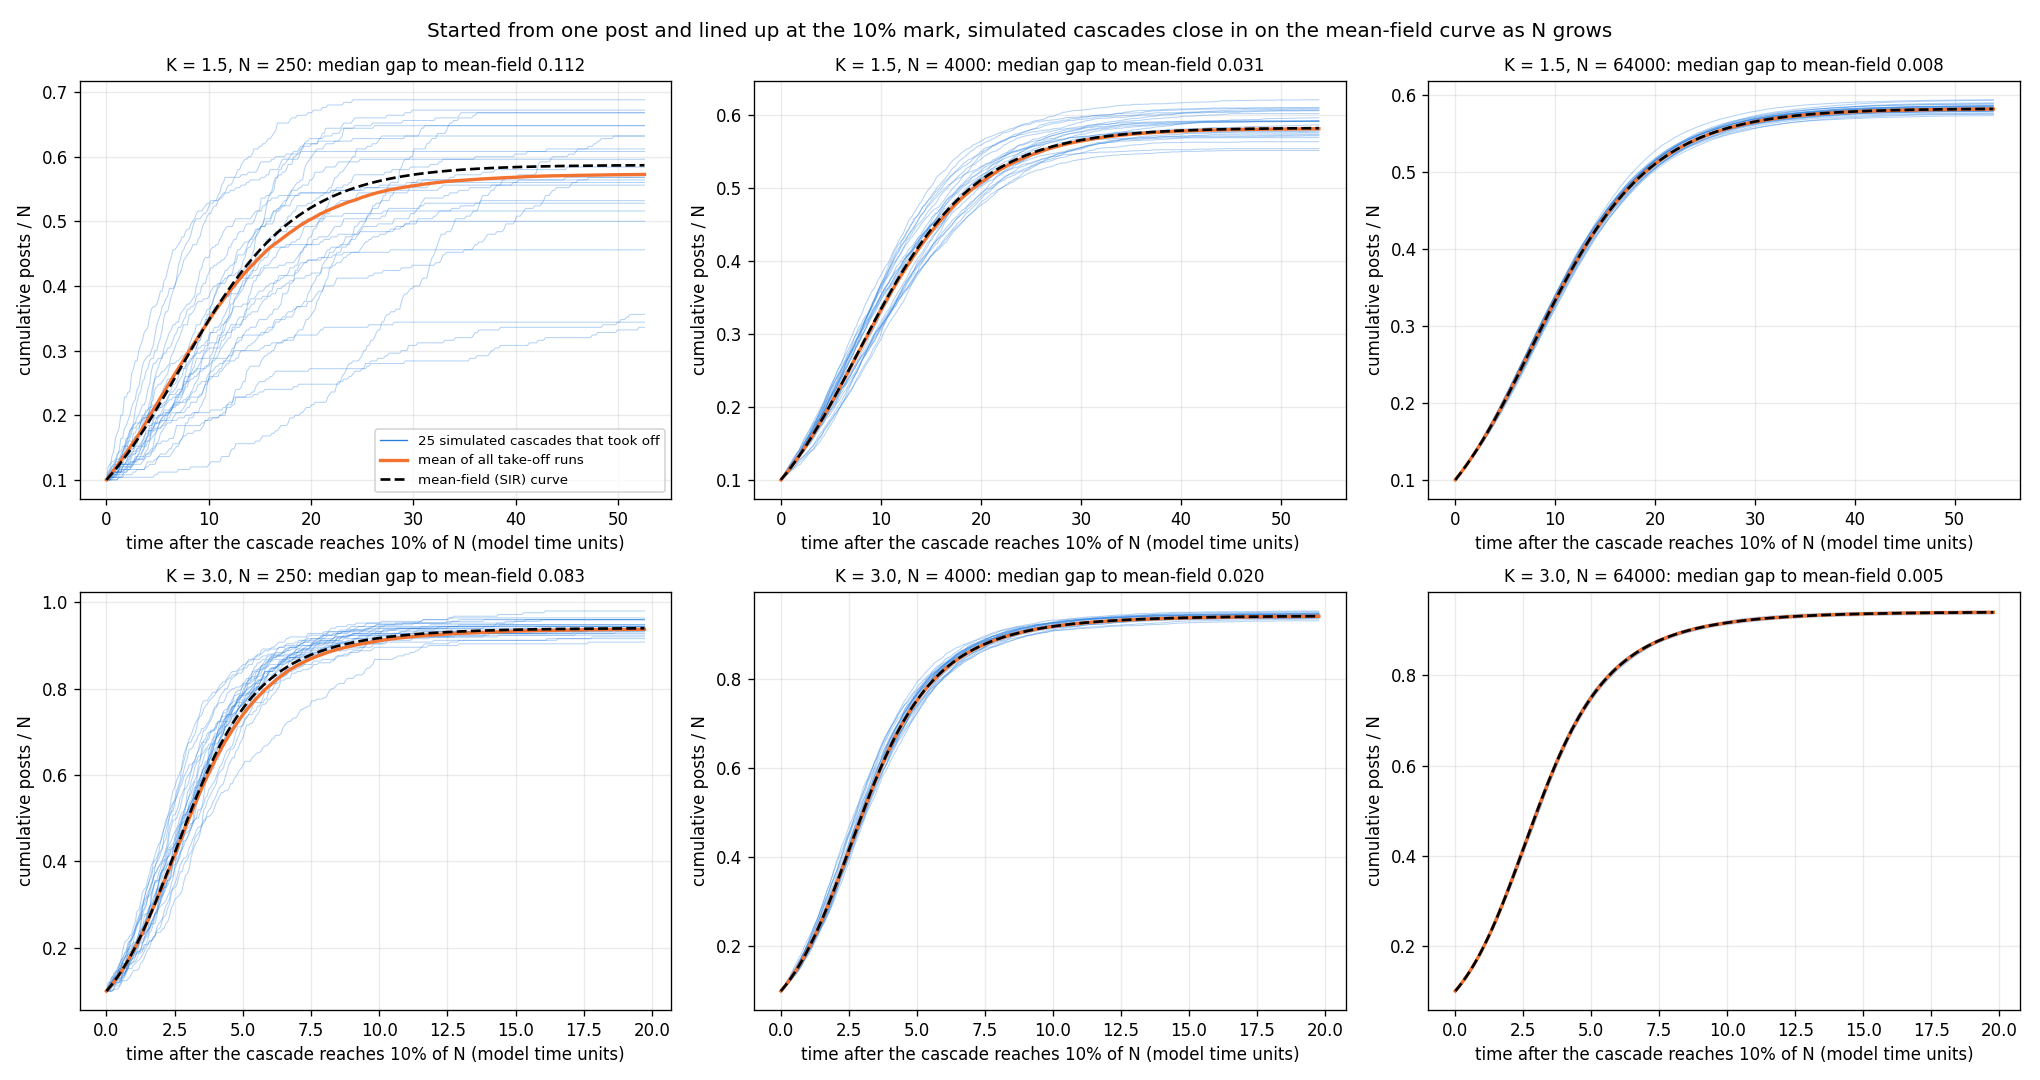 Started from one post and lined up at the 10% mark, simulated cascades close in on the mean-field curve as N grows
K = 1.5, N = 250: median gap to mean-field 0.112
cumulative posts / N
0.7
0.6
0.5
0.4
0.3
0.2
0.1
25 simulated cascades that took off
mean of all take-off runs
mean-field (SIR) curve
0 10 20 30 40 50
time after the cascade reaches 10% of N (model time units)
K = 1.5, N = 4000: median gap to mean-field 0.031
cumulative posts / N
0.6
0.5
0.4
0.3
0.2
0.1
0 10 20 30 40 50
time after the cascade reaches 10% of N (model time units)
K = 1.5, N = 64000: median gap to mean-field 0.008
cumulative posts / N
0.6
0.5
0.4
0.3
0.2
0.1
0 10 20 30 40 50
time after the cascade reaches 10% of N (model time units)
K = 3.0, N = 250: median gap to mean-field 0.083
cumulative posts / N
1.0
0.8
0.6
0.4
0.2
0.0 2.5 5.0 7.5 10.0 12.5 15.0 17.5 20.0
time after the cascade reaches 10% of N (model time units)
K = 3.0, N = 4000: median gap to mean-field 0.020
cumulative posts / N
0.8
0.6
0.4
0.2
0.0 2.5 5.0 7.5 10.0 12.5 15.0 17.5 20.0
time after the cascade reaches 10% of N (model time units)
K = 3.0, N = 64000: median gap to mean-field 0.005
cumulative posts / N
0.8
0.6
0.4
0.2
0.0 2.5 5.0 7.5 10.0 12.5 15.0 17.5 20.0
time after the cascade reaches 10% of N (model time units)